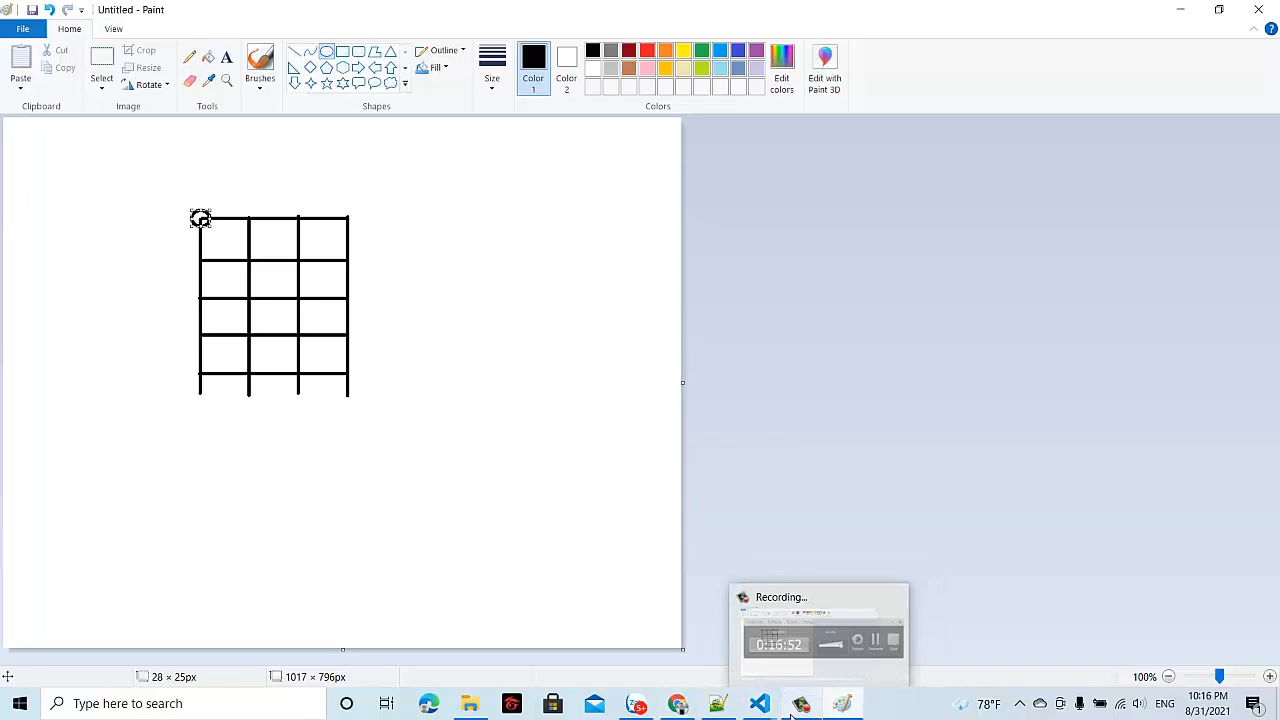 Untitled - Paint
File
Home
View
Paste
Cut
Copy
Clipboard
Select
Crop
Resize
Rotate
Image
Tools
Brushes
Shapes
Outline
Fill
Size
Color 1
Color 2
Colors
Edit colors
Edit with Paint 3D
Recording...
0:16:52
28 × 25px
1017 × 796px
100%
Type here to search
78°F
ENG
10:16 PM
8/31/2021